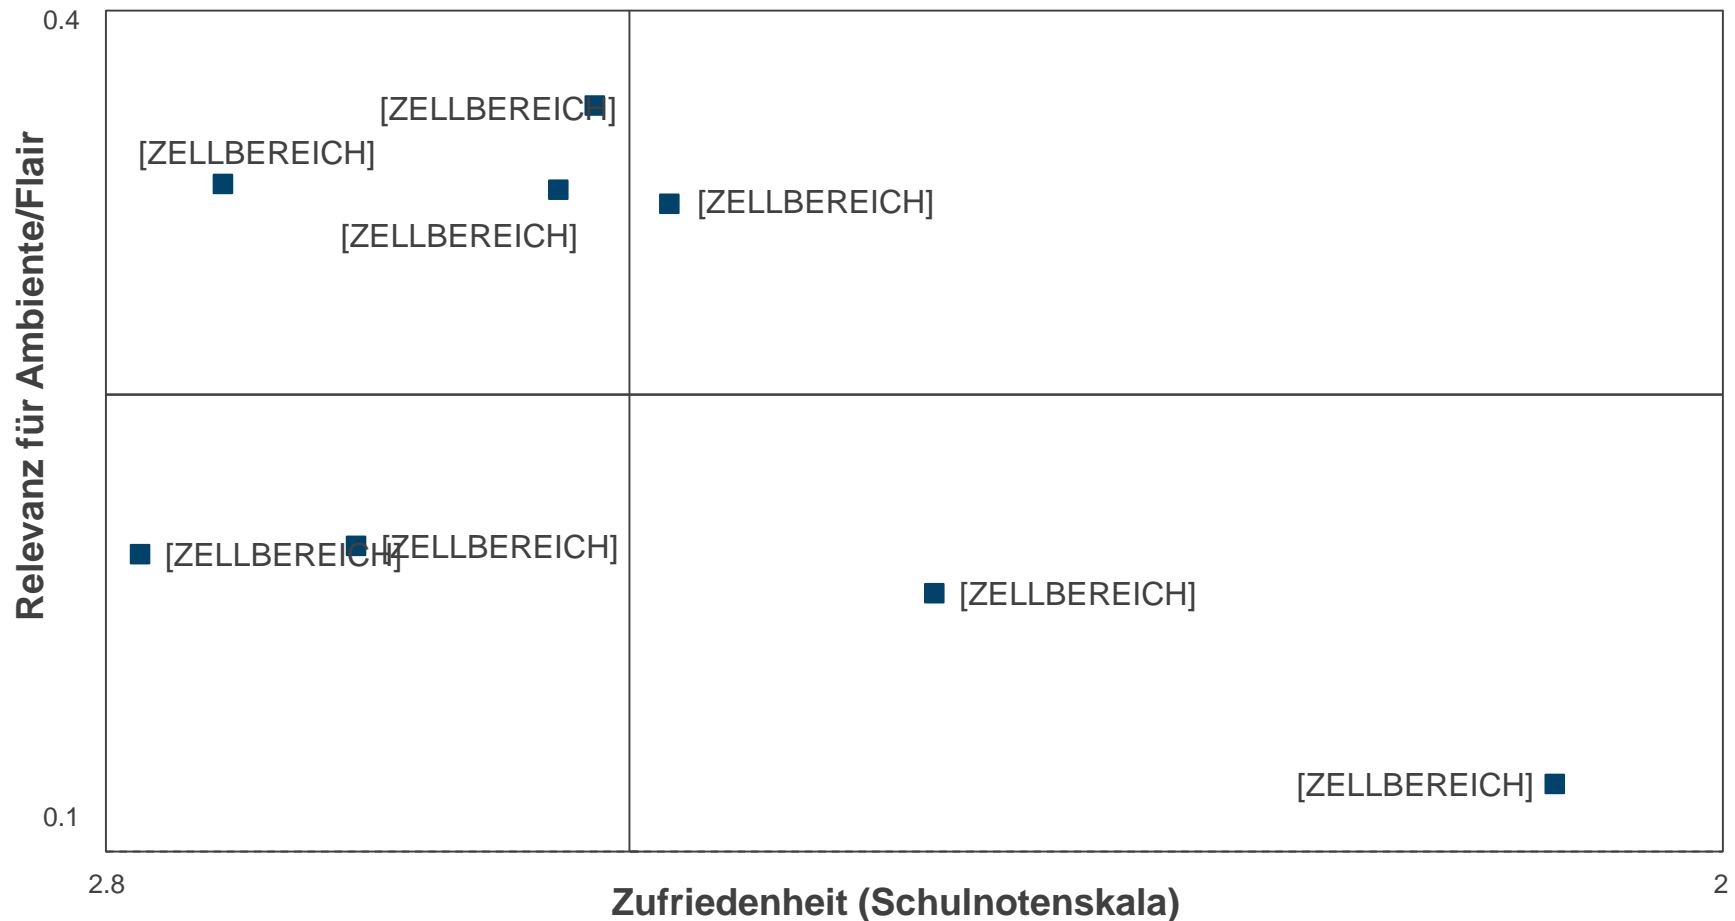 0.4
[ZELLBEREICH]
[ZELLBEREICH]
[ZELLBEREICH]
[ZELLBEREICH]
Relevanz für Ambiente/Flair
[ZELLBEREICH]
[ZELLBEREICH]
[ZELLBEREICH]
[ZELLBEREICH]
0.1
2.8
2
Zufriedenheit (Schulnotenskala)